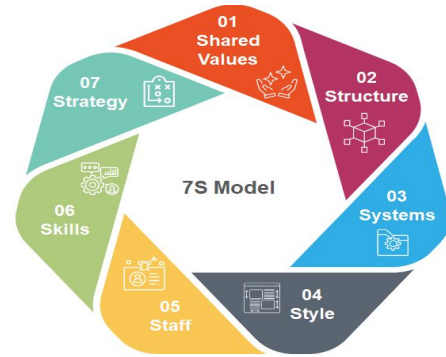 01
Shared
Values
02
Structure
03
Systems
04
Style
05
Staff
06
Skills
07
Strategy
7S Model